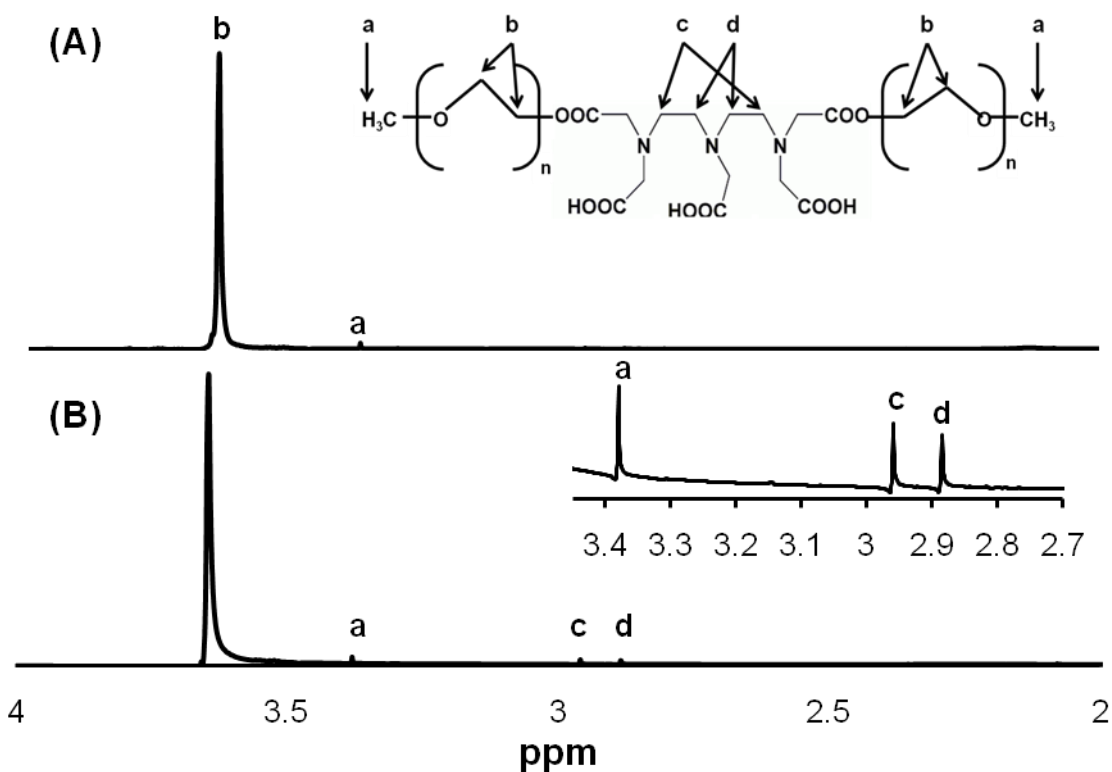 (A)
b
a b c d b a
H₃C O OOC COO O CH₃
n N N N n
HOOC HOOC COOH
a
(B)
a c d
3.4 3.3 3.2 3.1 3 2.9 2.8 2.7
a c d
4 3.5 3 2.5 2
ppm